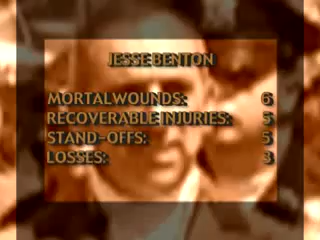 JESSE BENTON
MORTAL WOUNDS: 6
RECOVERABLE INJURIES: 5
STAND-OFFS: 5
LOSSES: 3